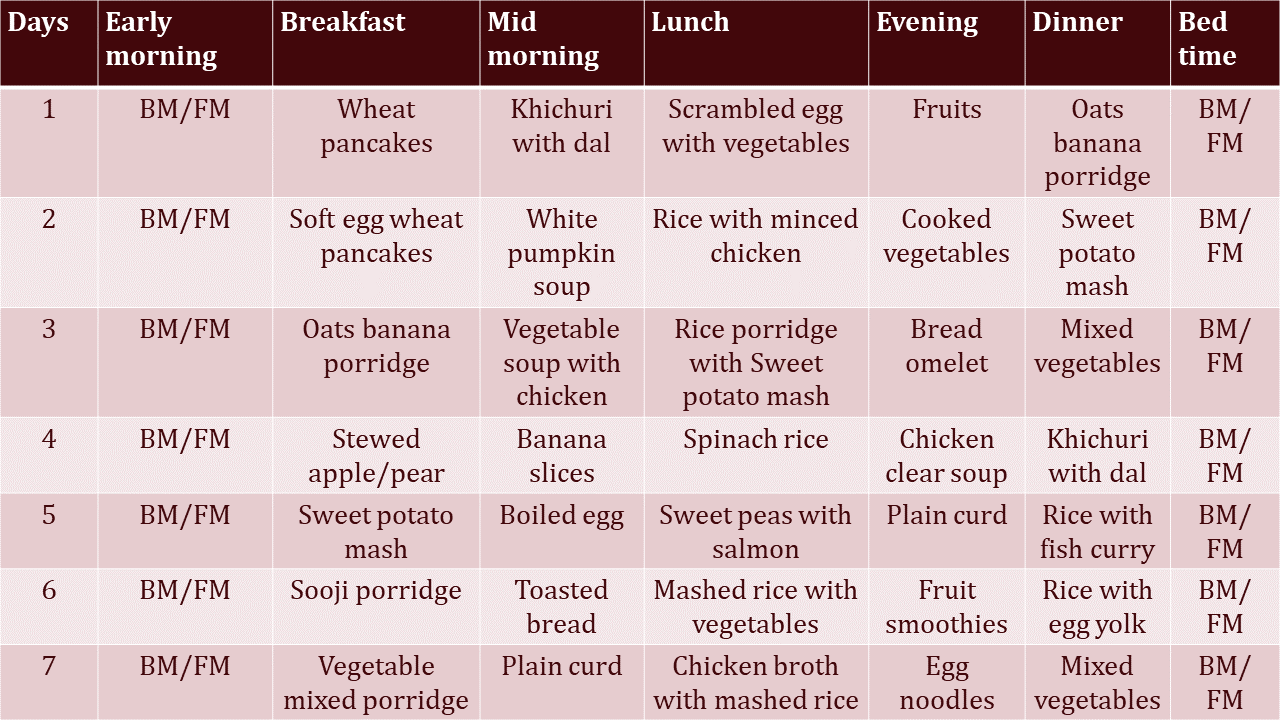 Days Early morning Breakfast Mid morning Lunch Evening Dinner Bed time
1 BM/FM Wheat pancakes Khichuri with dal Scrambled egg with vegetables Fruits Oats banana porridge BM/ FM
2 BM/FM Soft egg wheat pancakes White pumpkin soup Rice with minced chicken Cooked vegetables Sweet potato mash BM/ FM
3 BM/FM Oats banana porridge Vegetable soup with chicken Rice porridge with Sweet potato mash Bread omelet Mixed vegetables BM/ FM
4 BM/FM Stewed apple/pear Banana slices Spinach rice Chicken clear soup Khichuri with dal BM/ FM
5 BM/FM Sweet potato mash Boiled egg Sweet peas with salmon Plain curd Rice with fish curry BM/ FM
6 BM/FM Sooji porridge Toasted bread Mashed rice with vegetables Fruit smoothies Rice with egg yolk BM/ FM
7 BM/FM Vegetable mixed porridge Plain curd Chicken broth with mashed rice Egg noodles Mixed vegetables BM/ FM